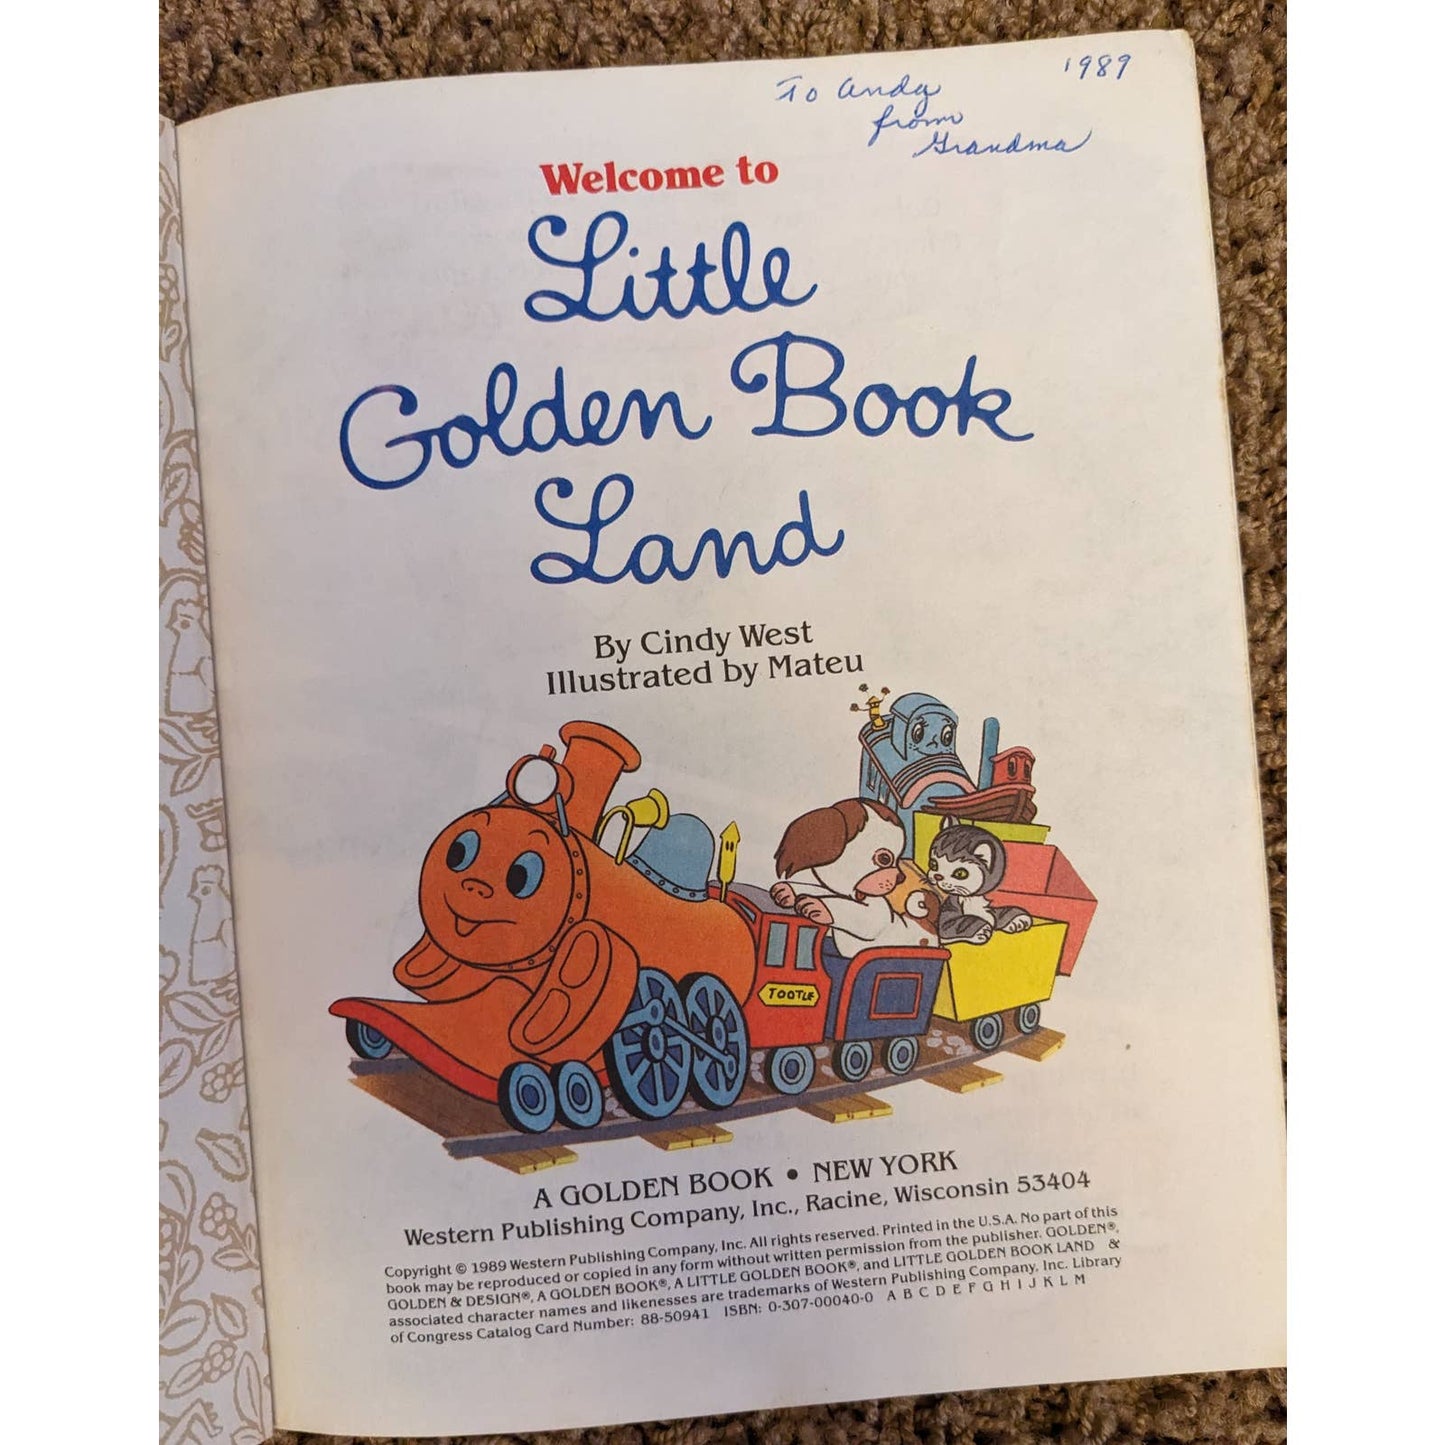 1989
To Andy
from
Grandma
Welcome to
Little
Golden Book
Land
By Cindy West
Illustrated by Mateu
TOOTLE
A GOLDEN BOOK • NEW YORK
Western Publishing Company, Inc., Racine, Wisconsin 53404
Copyright © 1989 Western Publishing Company, Inc. All rights reserved. Printed in the U.S.A. No part of this
book may be reproduced or copied in any form without written permission from the publisher. GOLDEN®,
GOLDEN & DESIGN®, A GOLDEN BOOK®, A LITTLE GOLDEN BOOK®, and LITTLE GOLDEN BOOK LAND &
associated character names and likenesses are trademarks of Western Publishing Company, Inc. Library
of Congress Catalog Card Number: 88-50941 ISBN: 0-307-00040-0 A B C D E F G H I J K L M